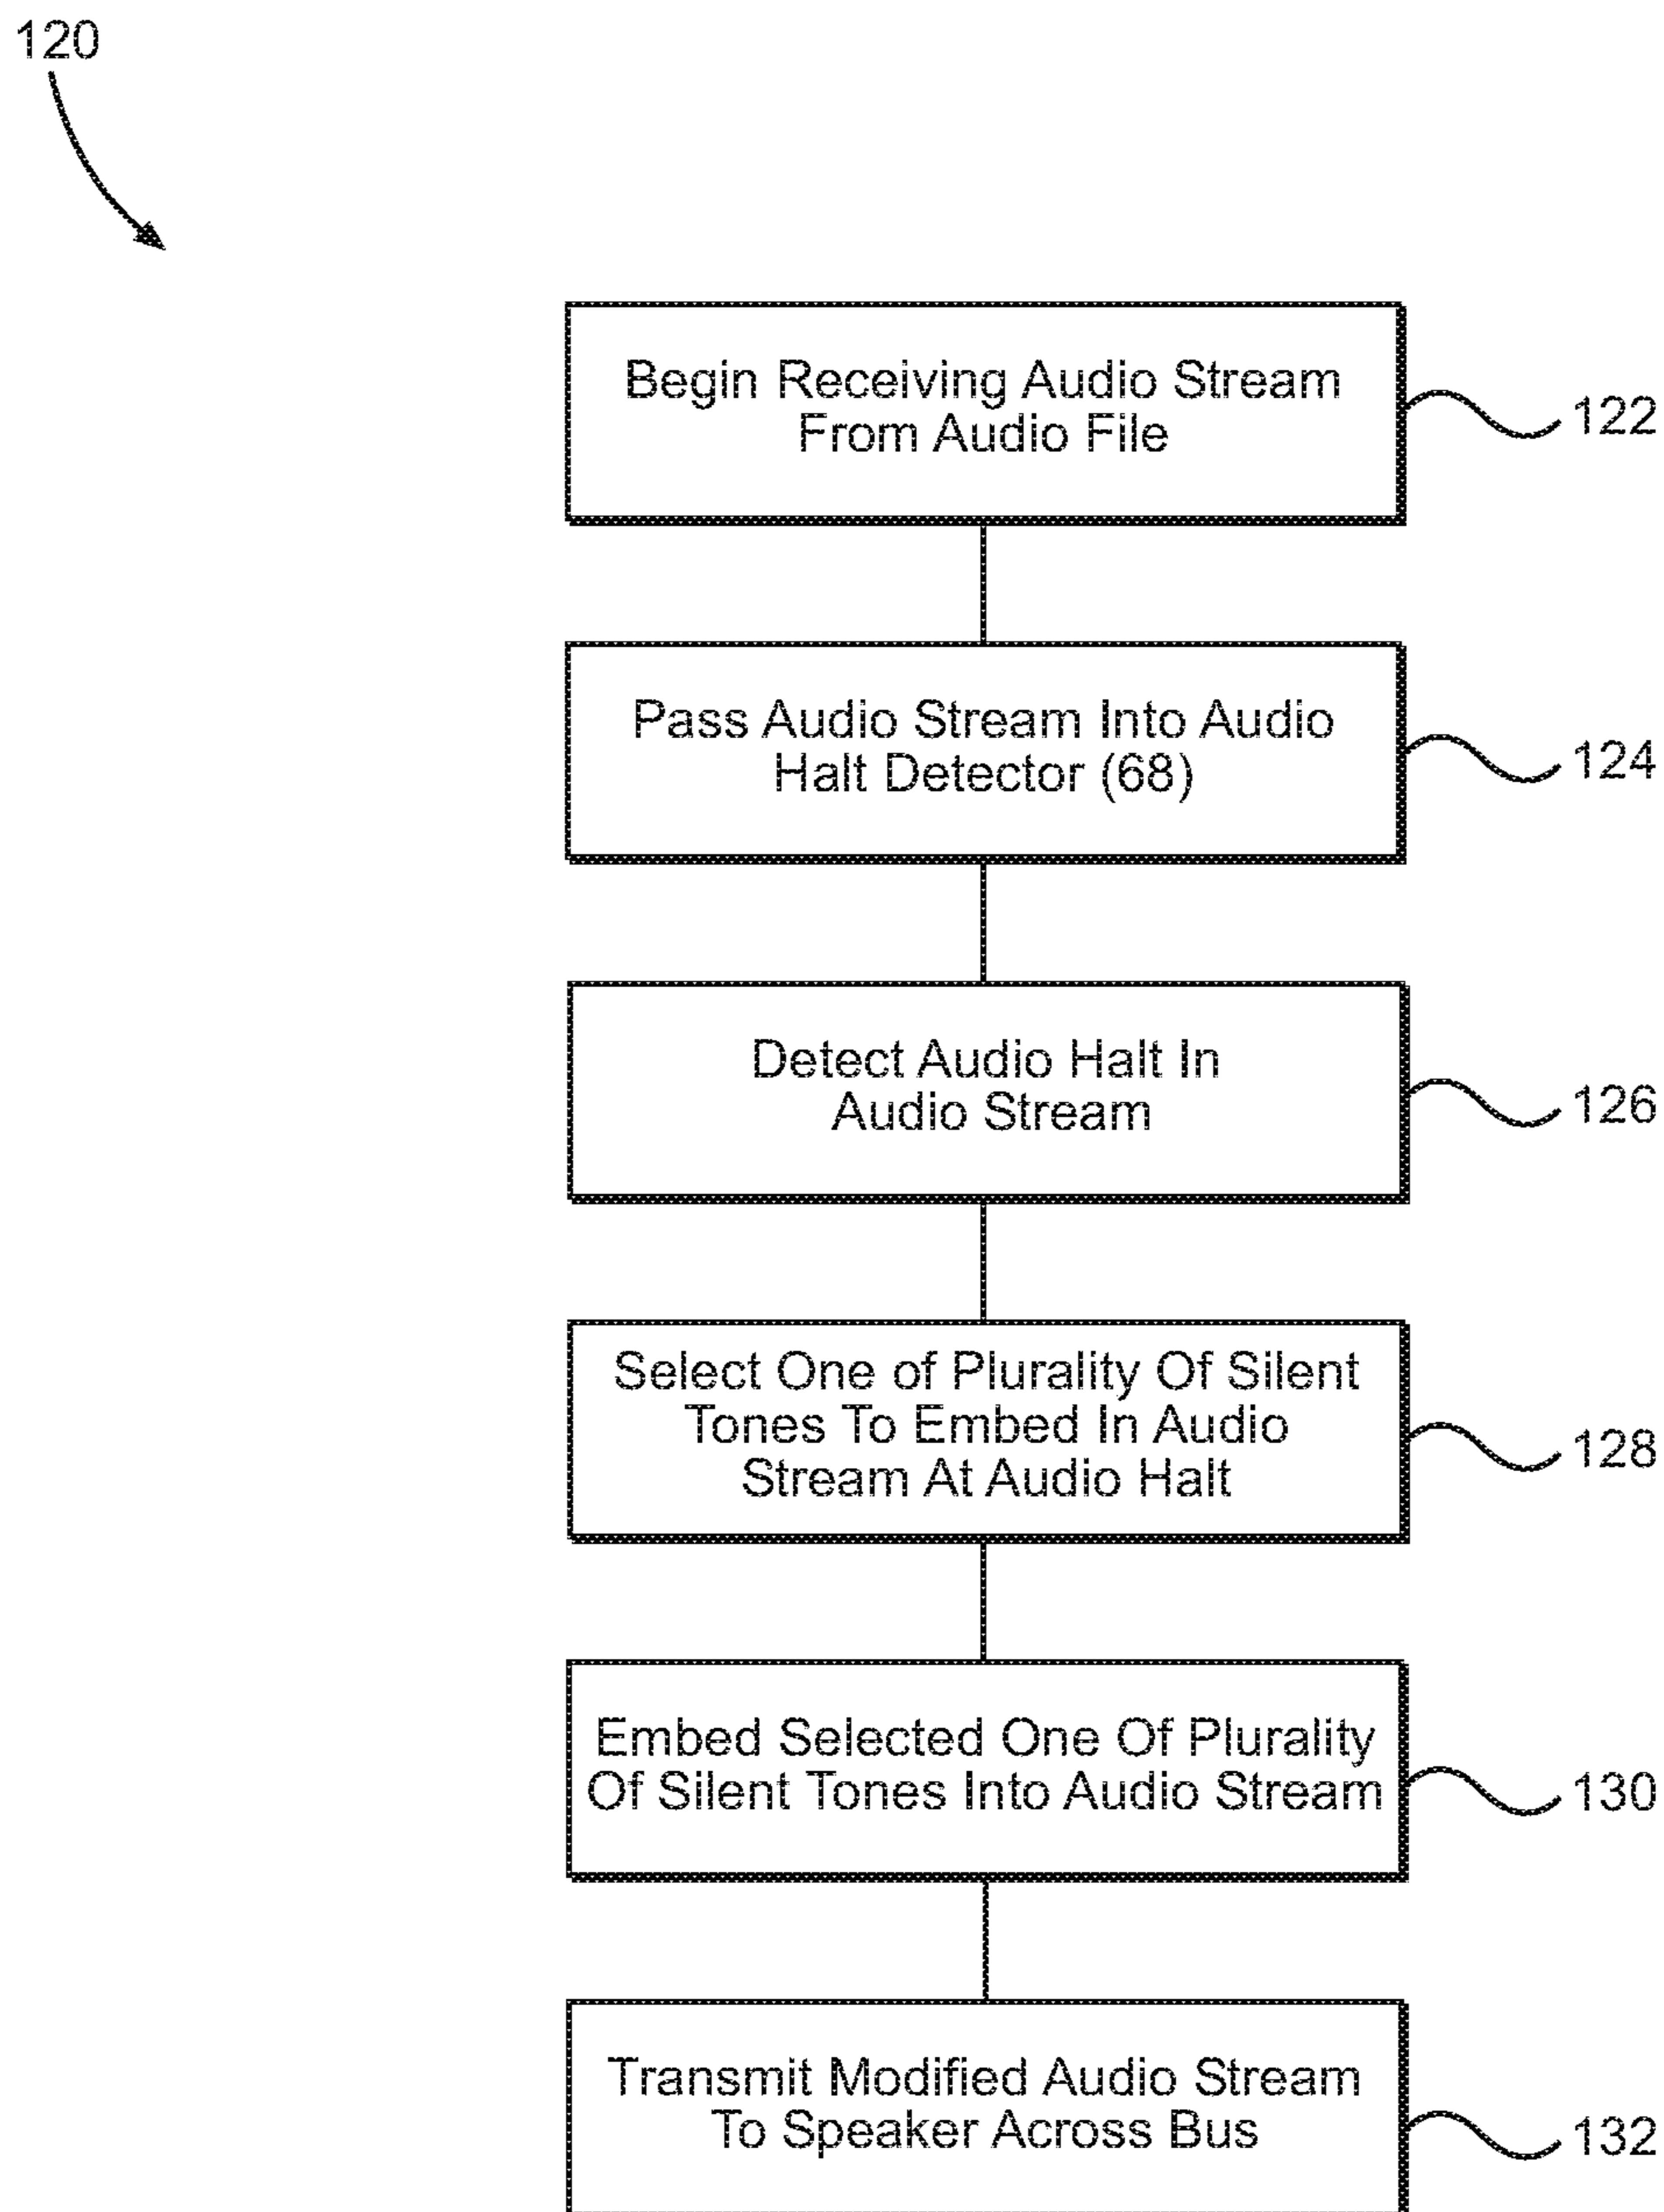 120
Begin Receiving Audio Stream
From Audio File
122
Pass Audio Stream Into Audio
Halt Detector (68)
124
Detect Audio Halt In
Audio Stream
126
Select One of Plurality Of Silent
Tones To Embed In Audio
Stream At Audio Halt
128
Embed Selected One Of Plurality
Of Silent Tones Into Audio Stream
130
Transmit Modified Audio Stream
To Speaker Across Bus
132